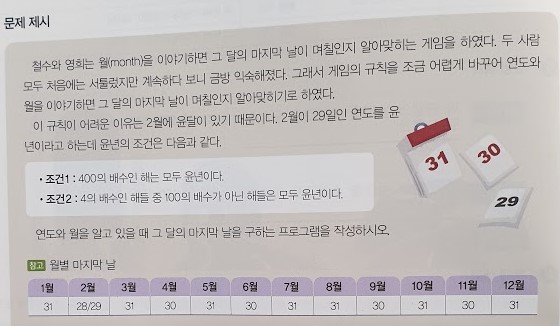 문제 제시
철수와 영희는 월(month)을 이야기하면 그 달의 마지막 날이 며칠인지 알아맞히는 게임을 하였다. 두 사람
모두 처음에는 서툴렀지만 계속하다 보니 금방 익숙해졌다. 그래서 게임의 규칙을 조금 어렵게 바꾸어 연도와
월을 이야기하면 그 달의 마지막 날이 며칠인지 알아맞히기로 하였다.
이 규칙이 어려운 이유는 2월에 윤달이 있기 때문이다. 2월이 29일인 연도를 윤
년이라고 하는데 윤년의 조건은 다음과 같다.
• 조건1 : 400의 배수인 해는 모두 윤년이다.
• 조건2 : 4의 배수인 해들 중 100의 배수가 아닌 해들은 모두 윤년이다.
31
30
29
연도와 월을 알고 있을 때 그 달의 마지막 날을 구하는 프로그램을 작성하시오.
참고 월별 마지막 날
1월 2월 3월 4월 5월 6월 7월 8월 9월 10월 11월 12월
31 28/29 31 30 31 30 31 31 30 31 30 31